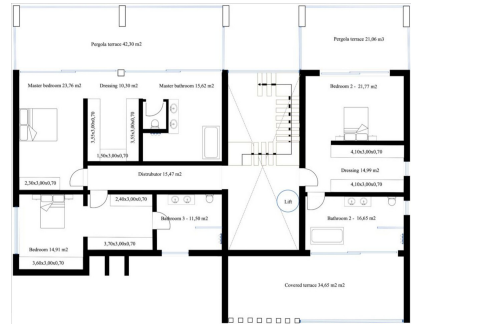 Pergola terrace 42,30 m2
Pergola terrace 21,06 m3
Master bedroom 23,76 m2
Dressing 10,30 m2
Master bathroom 15,62 m2
Bedroom 2 - 21,77 m2
3,55x3,00x0,70
3,55x3,00x0,70
1,50x3,00x0,70
4,10x3,00x0,70
Dressing 14,99 m2
4,10x3,00x0,70
Distrubutor 15,47 m2
2,30x3,00x0,70
2,40x3,00x0,70
Lift
Bathroom 3 - 11,50 m2
Bathroom 2 - 16,65 m2
3,70x3,00x0,70
Bedroom 14,91 m2
3,60x3,00x0,70
Covered terrace 34,65 m2 m2